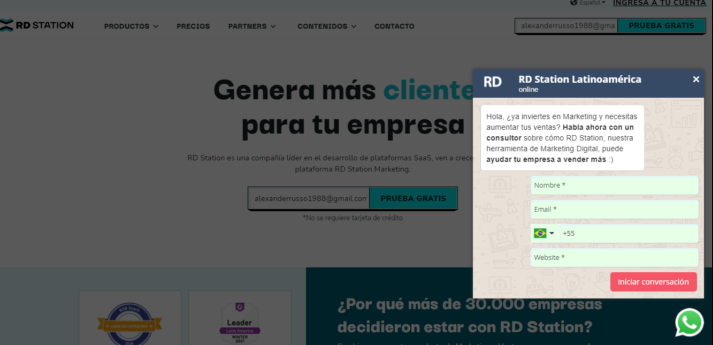 Español
INGRESA A TU CUENTA
RD STATION
PRODUCTOS
PRECIOS
PARTNERS
CONTENIDOS
CONTACTO
alexanderrusso1988@gma
PRUEBA GRATIS
Genera más cliente
para tu empresa
RD Station es una compañía líder en el desarrollo de plataformas SaaS, ven a crece
plataforma RD Station Marketing.
alexanderrusso1988@gmail.com
PRUEBA GRATIS
*No se requiere tarjeta de crédito
RD
RD Station Latinoamérica
online
Hola, ¿ya inviertes en Marketing y necesitas
aumentar tus ventas? Habla ahora con un
consultor sobre cómo RD Station, nuestra
herramienta de Marketing Digital, puede
ayudar tu empresa a vender más :)
Nombre *
Email *
+55
Website *
Iniciar conversación
Leader
WINTER
¿Por qué más de 30.000 empresas
decidieron estar con RD Station?